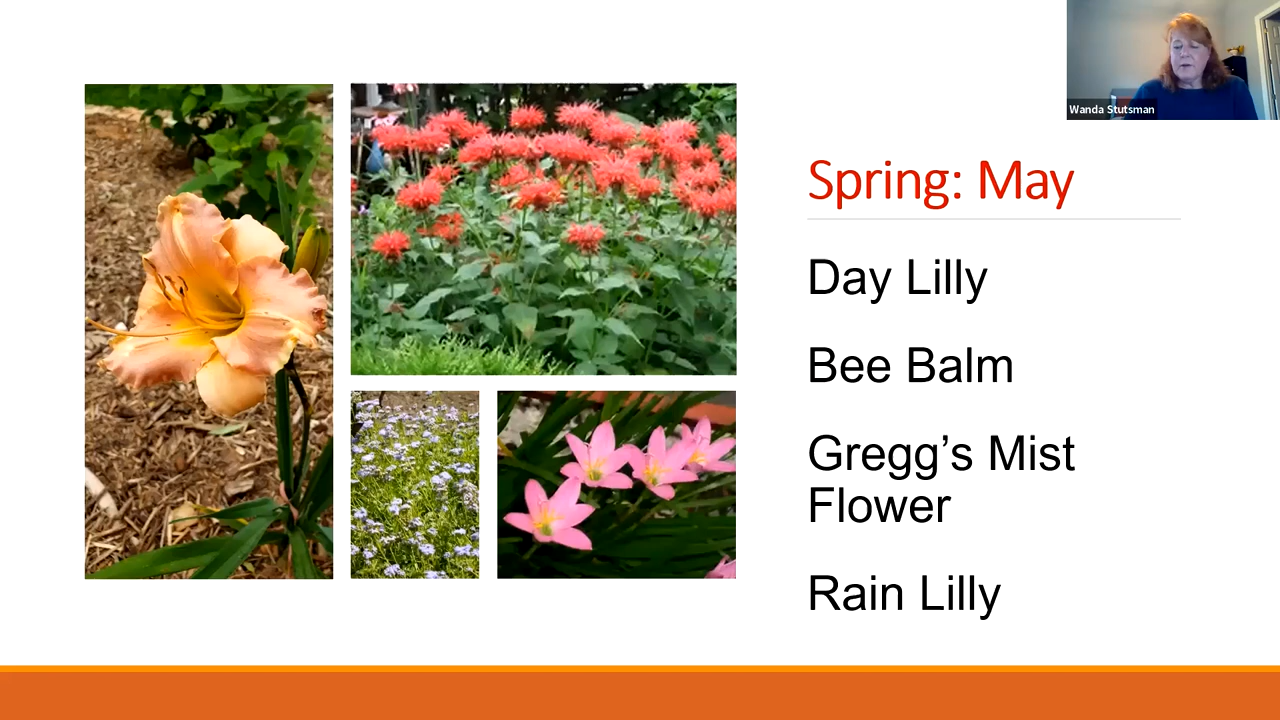 Wanda Stutsman
Spring: May
Day Lilly
Bee Balm
Gregg’s Mist
Flower
Rain Lilly